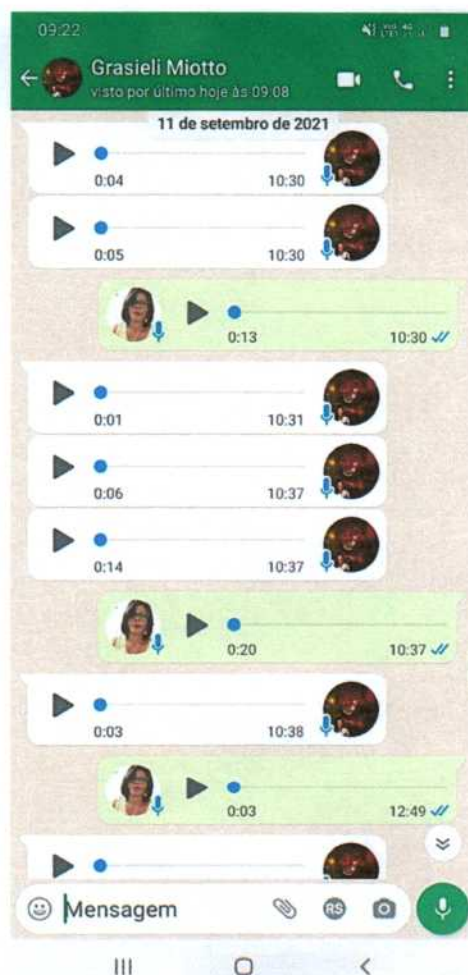 09:22
Grasieli Miotto
visto por último hoje às 09:08
11 de setembro de 2021
0:04 10:30
0:05 10:30
0:13 10:30
0:01 10:31
0:06 10:37
0:14 10:37
0:20 10:37
0:03 10:38
0:03 12:49
Mensagem RS